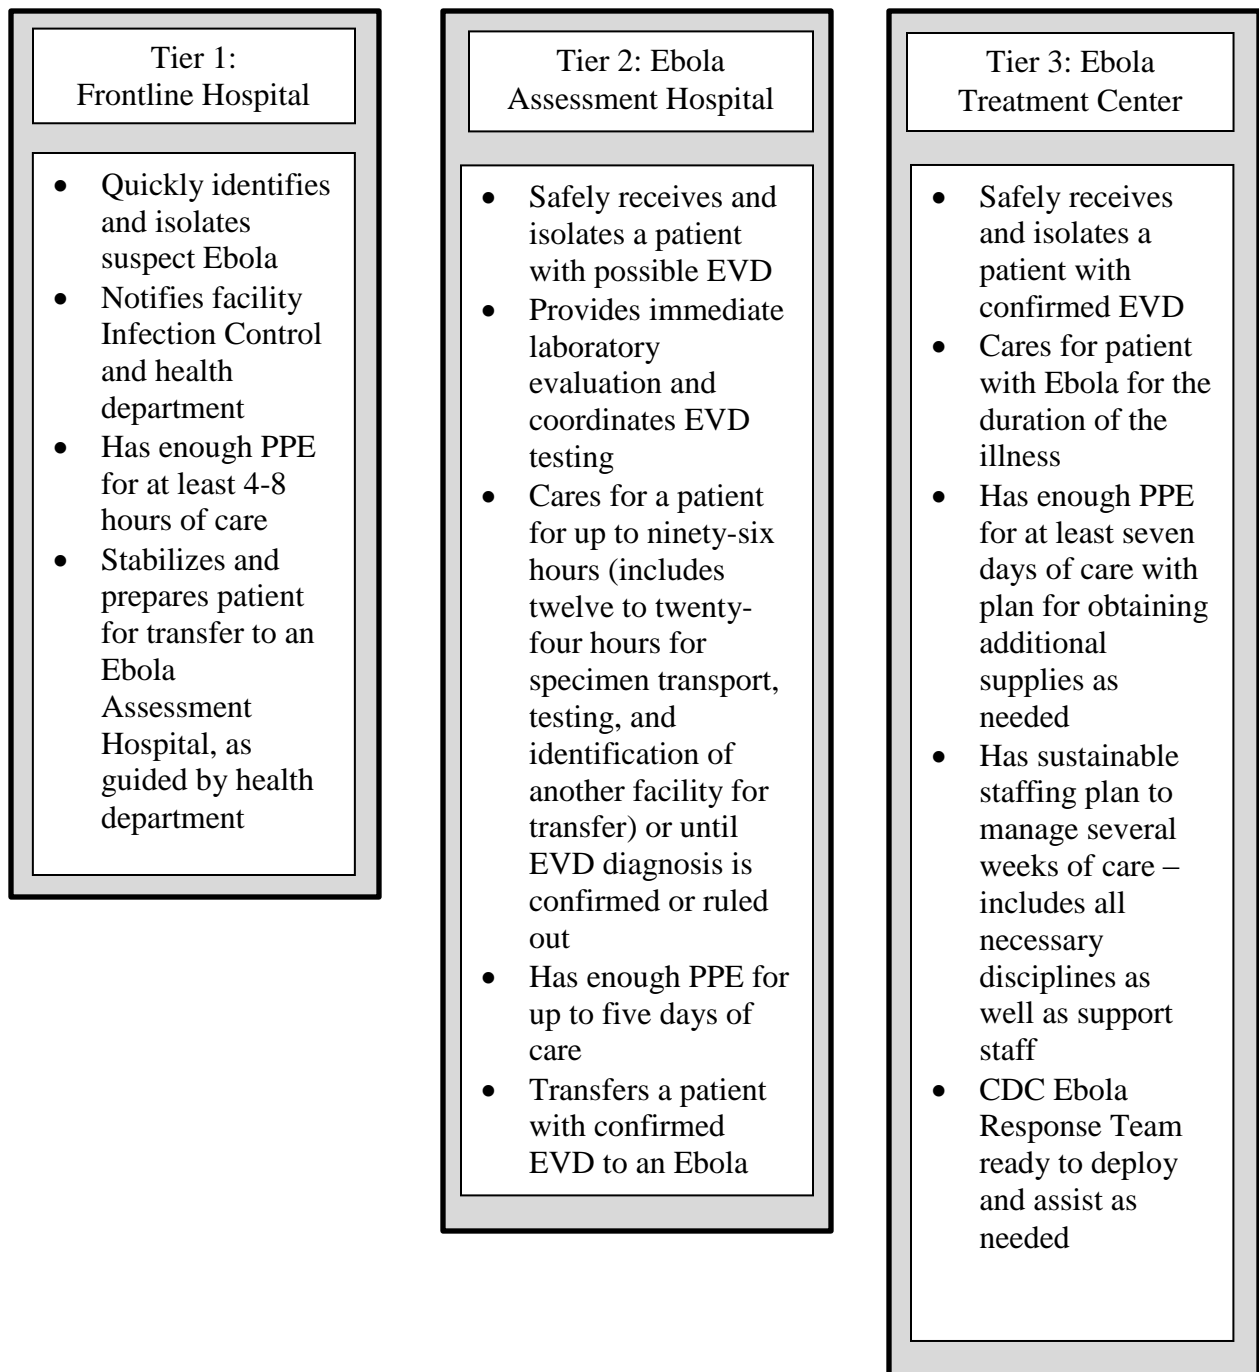 Tier 1:
Frontline Hospital
• Quickly identifies
and isolates
suspect Ebola
• Notifies facility
Infection Control
and health
department
• Has enough PPE
for at least 4-8
hours of care
• Stabilizes and
prepares patient
for transfer to an
Ebola
Assessment
Hospital, as
guided by health
department
Tier 2: Ebola
Assessment Hospital
• Safely receives and
isolates a patient
with possible EVD
• Provides immediate
laboratory
evaluation and
coordinates EVD
testing
• Cares for a patient
for up to ninety-six
hours (includes
twelve to twenty-
four hours for
specimen transport,
testing, and
identification of
another facility for
transfer) or until
EVD diagnosis is
confirmed or ruled
out
• Has enough PPE for
up to five days of
care
• Transfers a patient
with confirmed
EVD to an Ebola
Tier 3: Ebola
Treatment Center
• Safely receives
and isolates a
patient with
confirmed EVD
• Cares for patient
with Ebola for the
duration of the
illness
• Has enough PPE
for at least seven
days of care with
plan for obtaining
additional
supplies as
needed
• Has sustainable
staffing plan to
manage several
weeks of care –
includes all
necessary
disciplines as
well as support
staff
• CDC Ebola
Response Team
ready to deploy
and assist as
needed